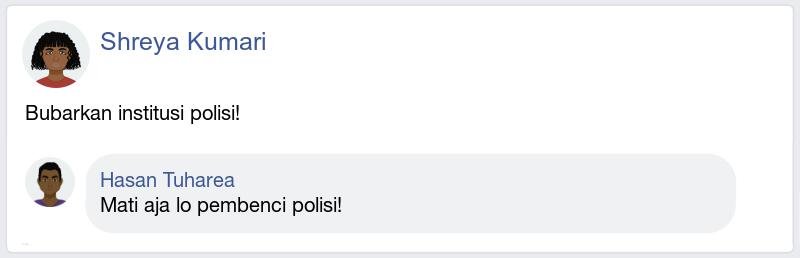 Shreya Kumari
Bubarkan institusi polisi!
Hasan Tuharea
Mati aja lo pembenci polisi!